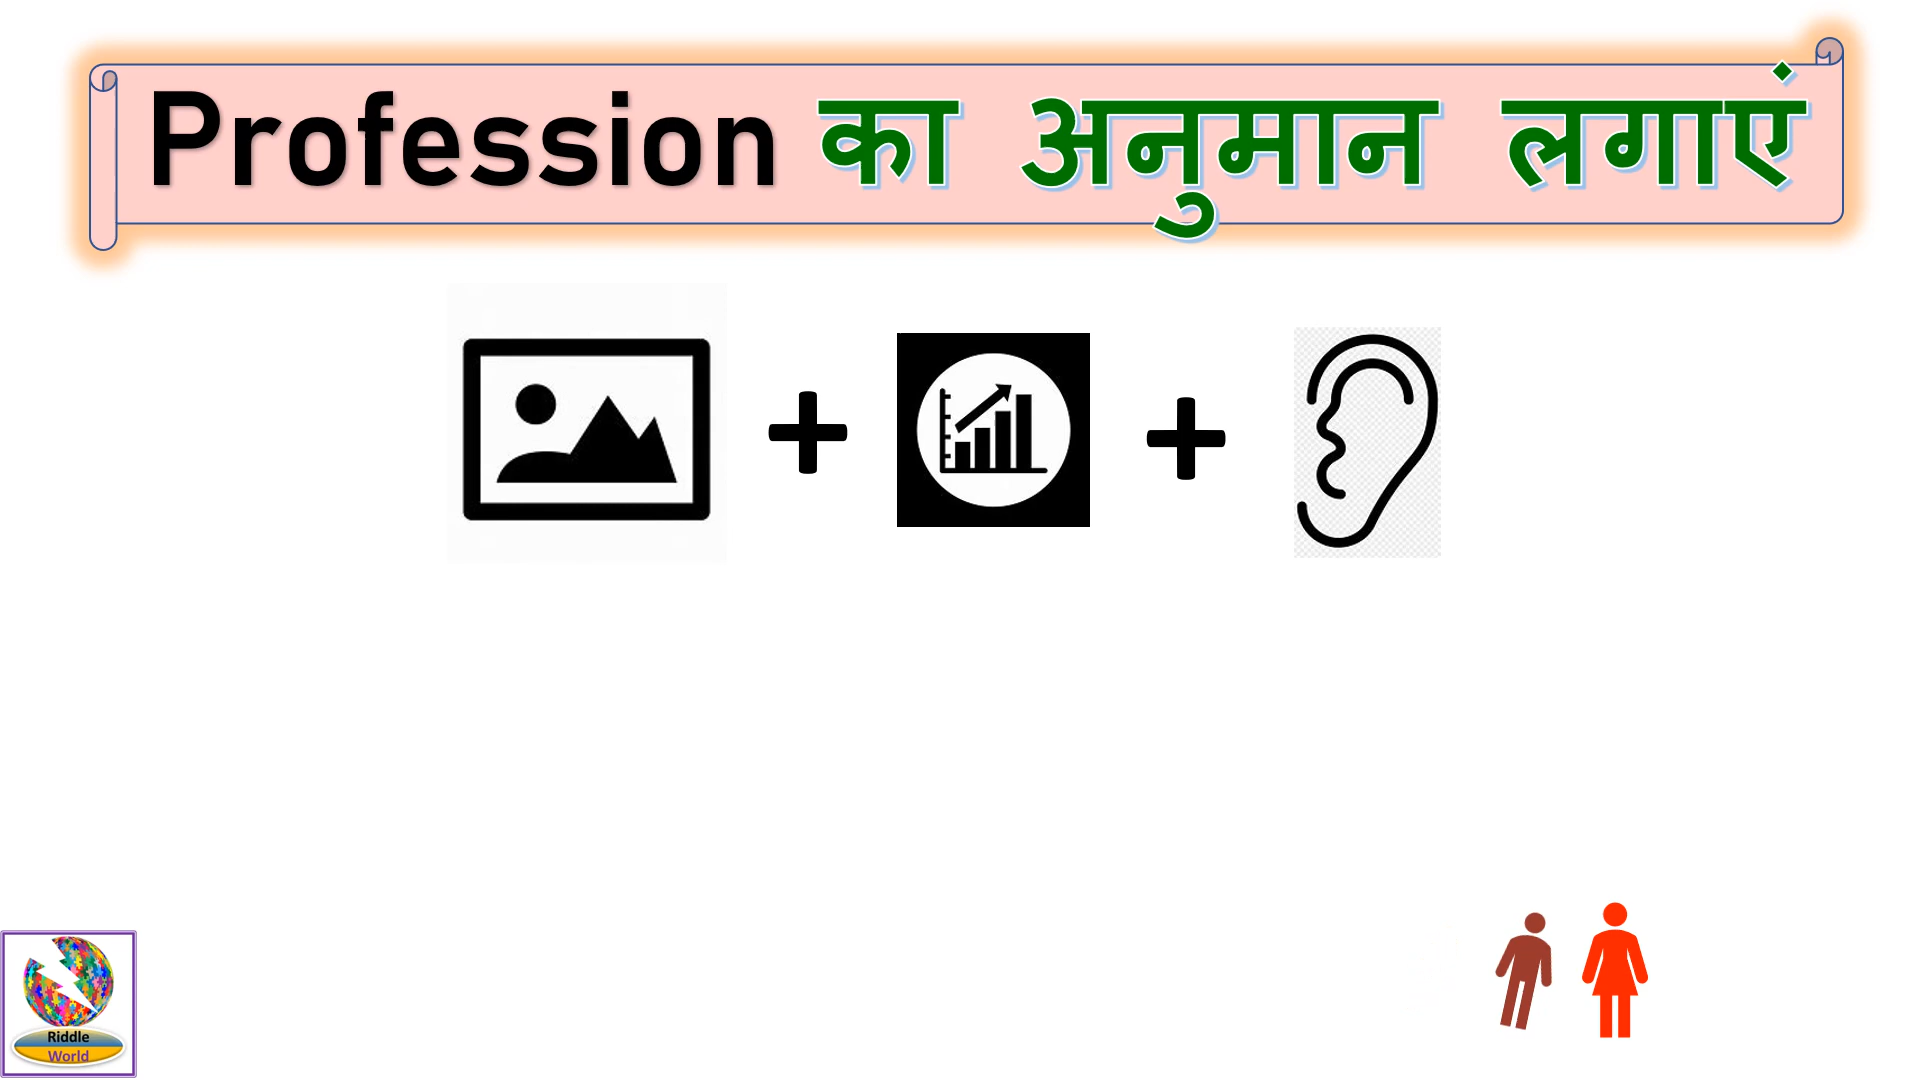 Profession का अनुमान लगाएं
+ +
Riddle
World